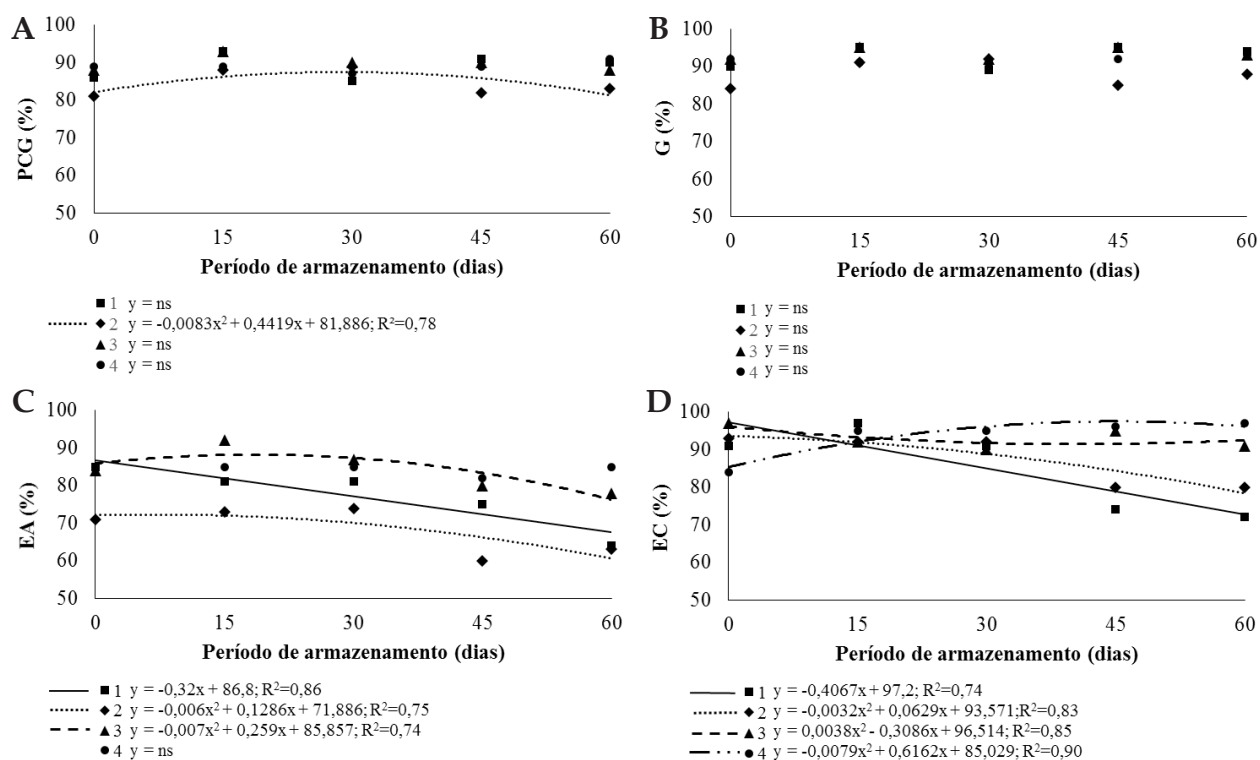 A
PCG (%)
100
90
80
70
60
50
0 15 30 45 60
Período de armazenamento (dias)
1 y = ns
2 y = -0,0083x² + 0,4419x + 81,886; R²=0,78
3 y = ns
4 y = ns
B
G (%)
100
90
80
70
60
50
0 15 30 45 60
Período de armazenamento (dias)
1 y = ns
2 y = ns
3 y = ns
4 y = ns
C
EA (%)
100
90
80
70
60
50
0 15 30 45 60
Período de armazenamento (dias)
1 y = -0,32x + 86,8; R²=0,86
2 y = -0,006x² + 0,1286x + 71,886; R²=0,75
3 y = -0,007x² + 0,259x + 85,857; R²=0,74
4 y = ns
D
EC (%)
100
90
80
70
60
50
0 15 30 45 60
Período de armazenamento (dias)
1 y = -0,4067x + 97,2; R²=0,74
2 y = -0,0032x² + 0,0629x + 93,571;R²=0,83
3 y = 0,0038x² - 0,3086x + 96,514; R²=0,85
4 y = -0,0079x² + 0,6162x + 85,029; R²=0,90